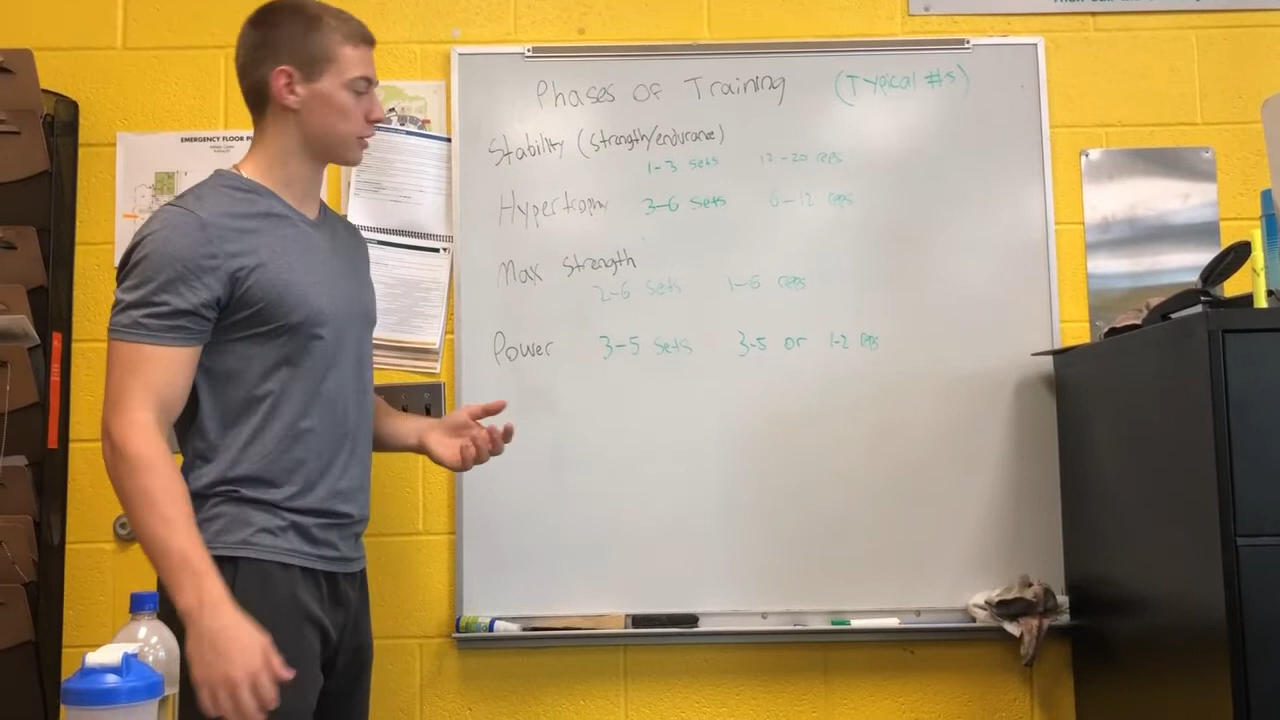 Phases of Training (Typical #s)
Stability (Strength/endurance)
1-3 sets 12-20 reps
Hypertrophy 3-6 sets 6-12 reps
Max Strength
2-6 sets 1-6 reps
Power 3-5 sets 3-5 or 1-2 reps
EMERGENCY FLOOR